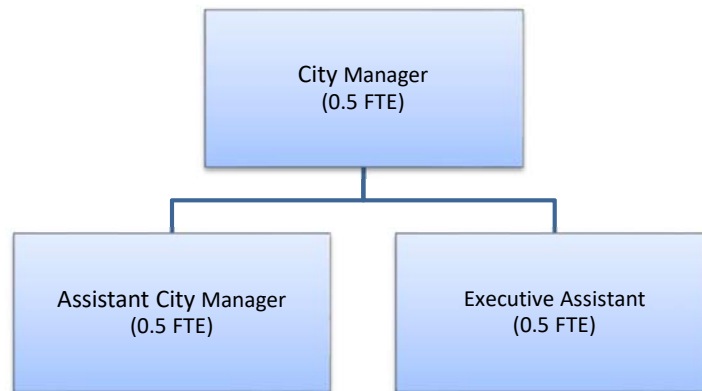 City Manager
(0.5 FTE)
Assistant City Manager
(0.5 FTE)
Executive Assistant
(0.5 FTE)